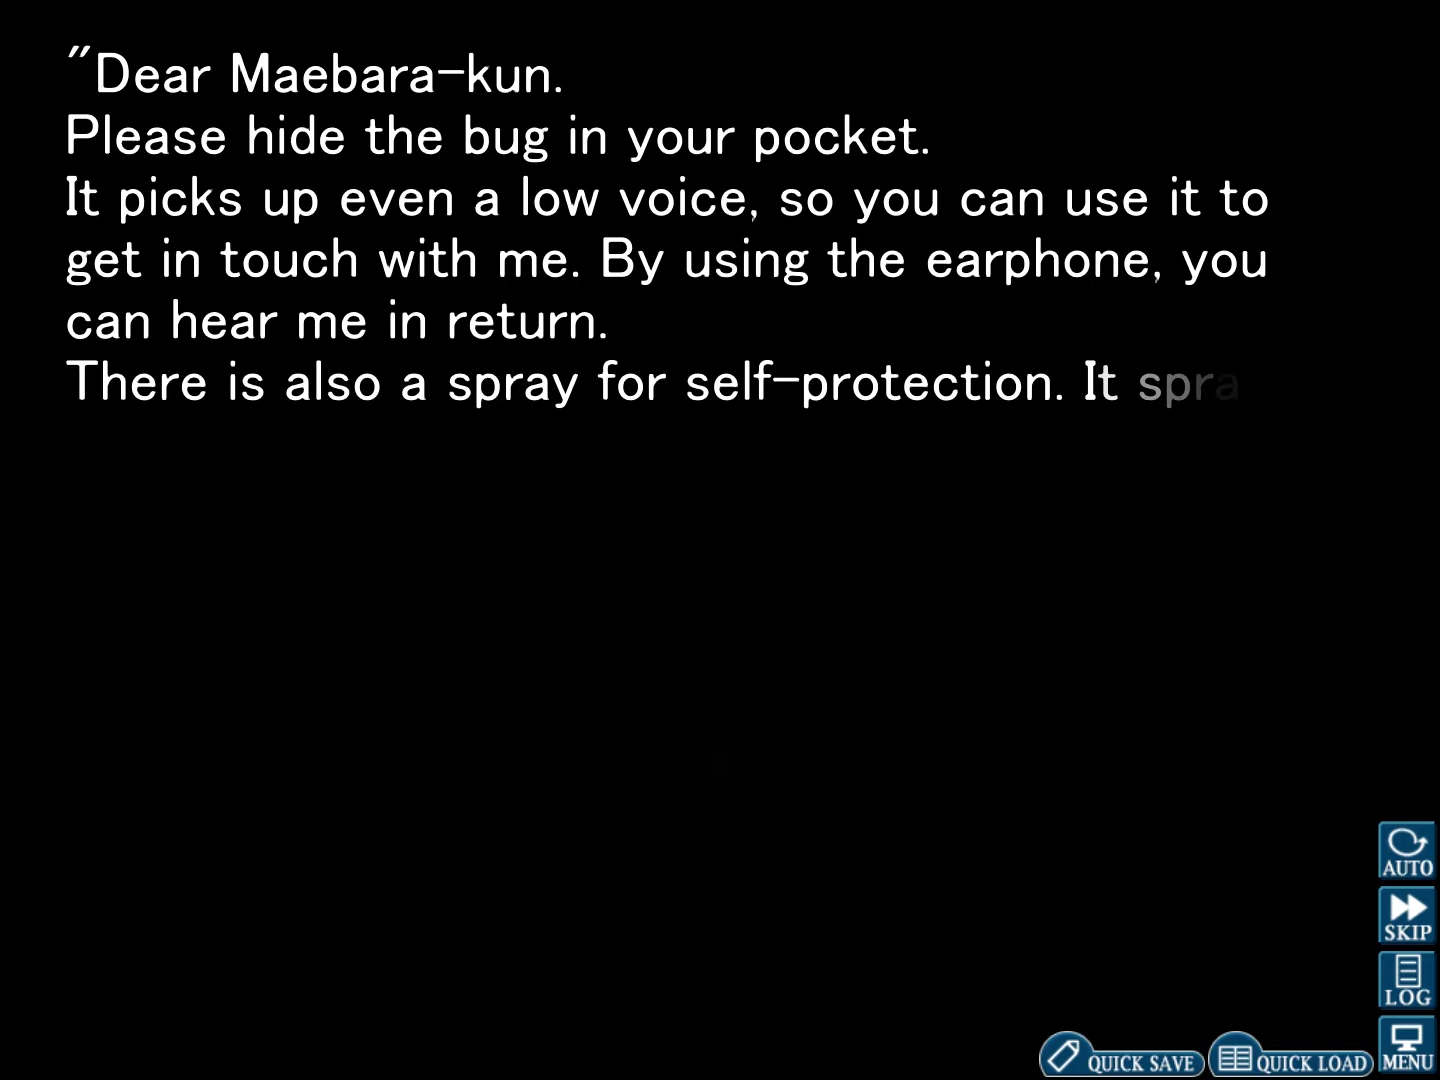 "Dear Maebara-kun.
Please hide the bug in your pocket.
It picks up even a low voice, so you can use it to
get in touch with me. By using the earphone, you
can hear me in return.
There is also a spray for self-protection. It spra
AUTO
SKIP
LOG
QUICK SAVE
QUICK LOAD
MENU